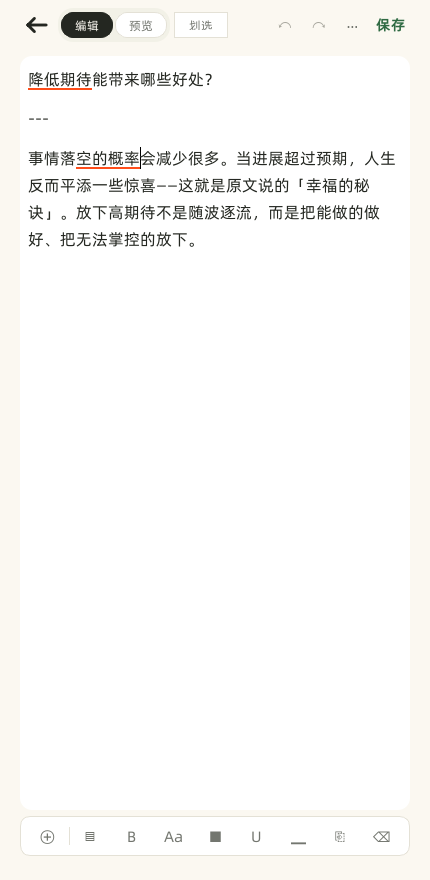 编辑 预览 划选 ... 保存
降低期待能带来哪些好处?
---
事情落空的概率会减少很多。当进展超过预期，人生
反而平添一些惊喜——这就是原文说的「幸福的秘
诀」。放下高期待不是随波逐流，而是把能做的做
好、把无法掌控的放下。
B Aa U